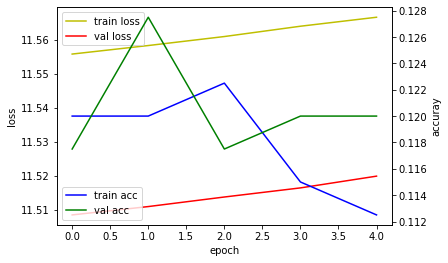 train loss
val loss
train acc
val acc
11.56
11.55
11.54
11.53
11.52
11.51
loss
0.128
0.126
0.124
0.122
0.120
0.118
0.116
0.114
0.112
accuray
0.0 0.5 1.0 1.5 2.0 2.5 3.0 3.5 4.0
epoch